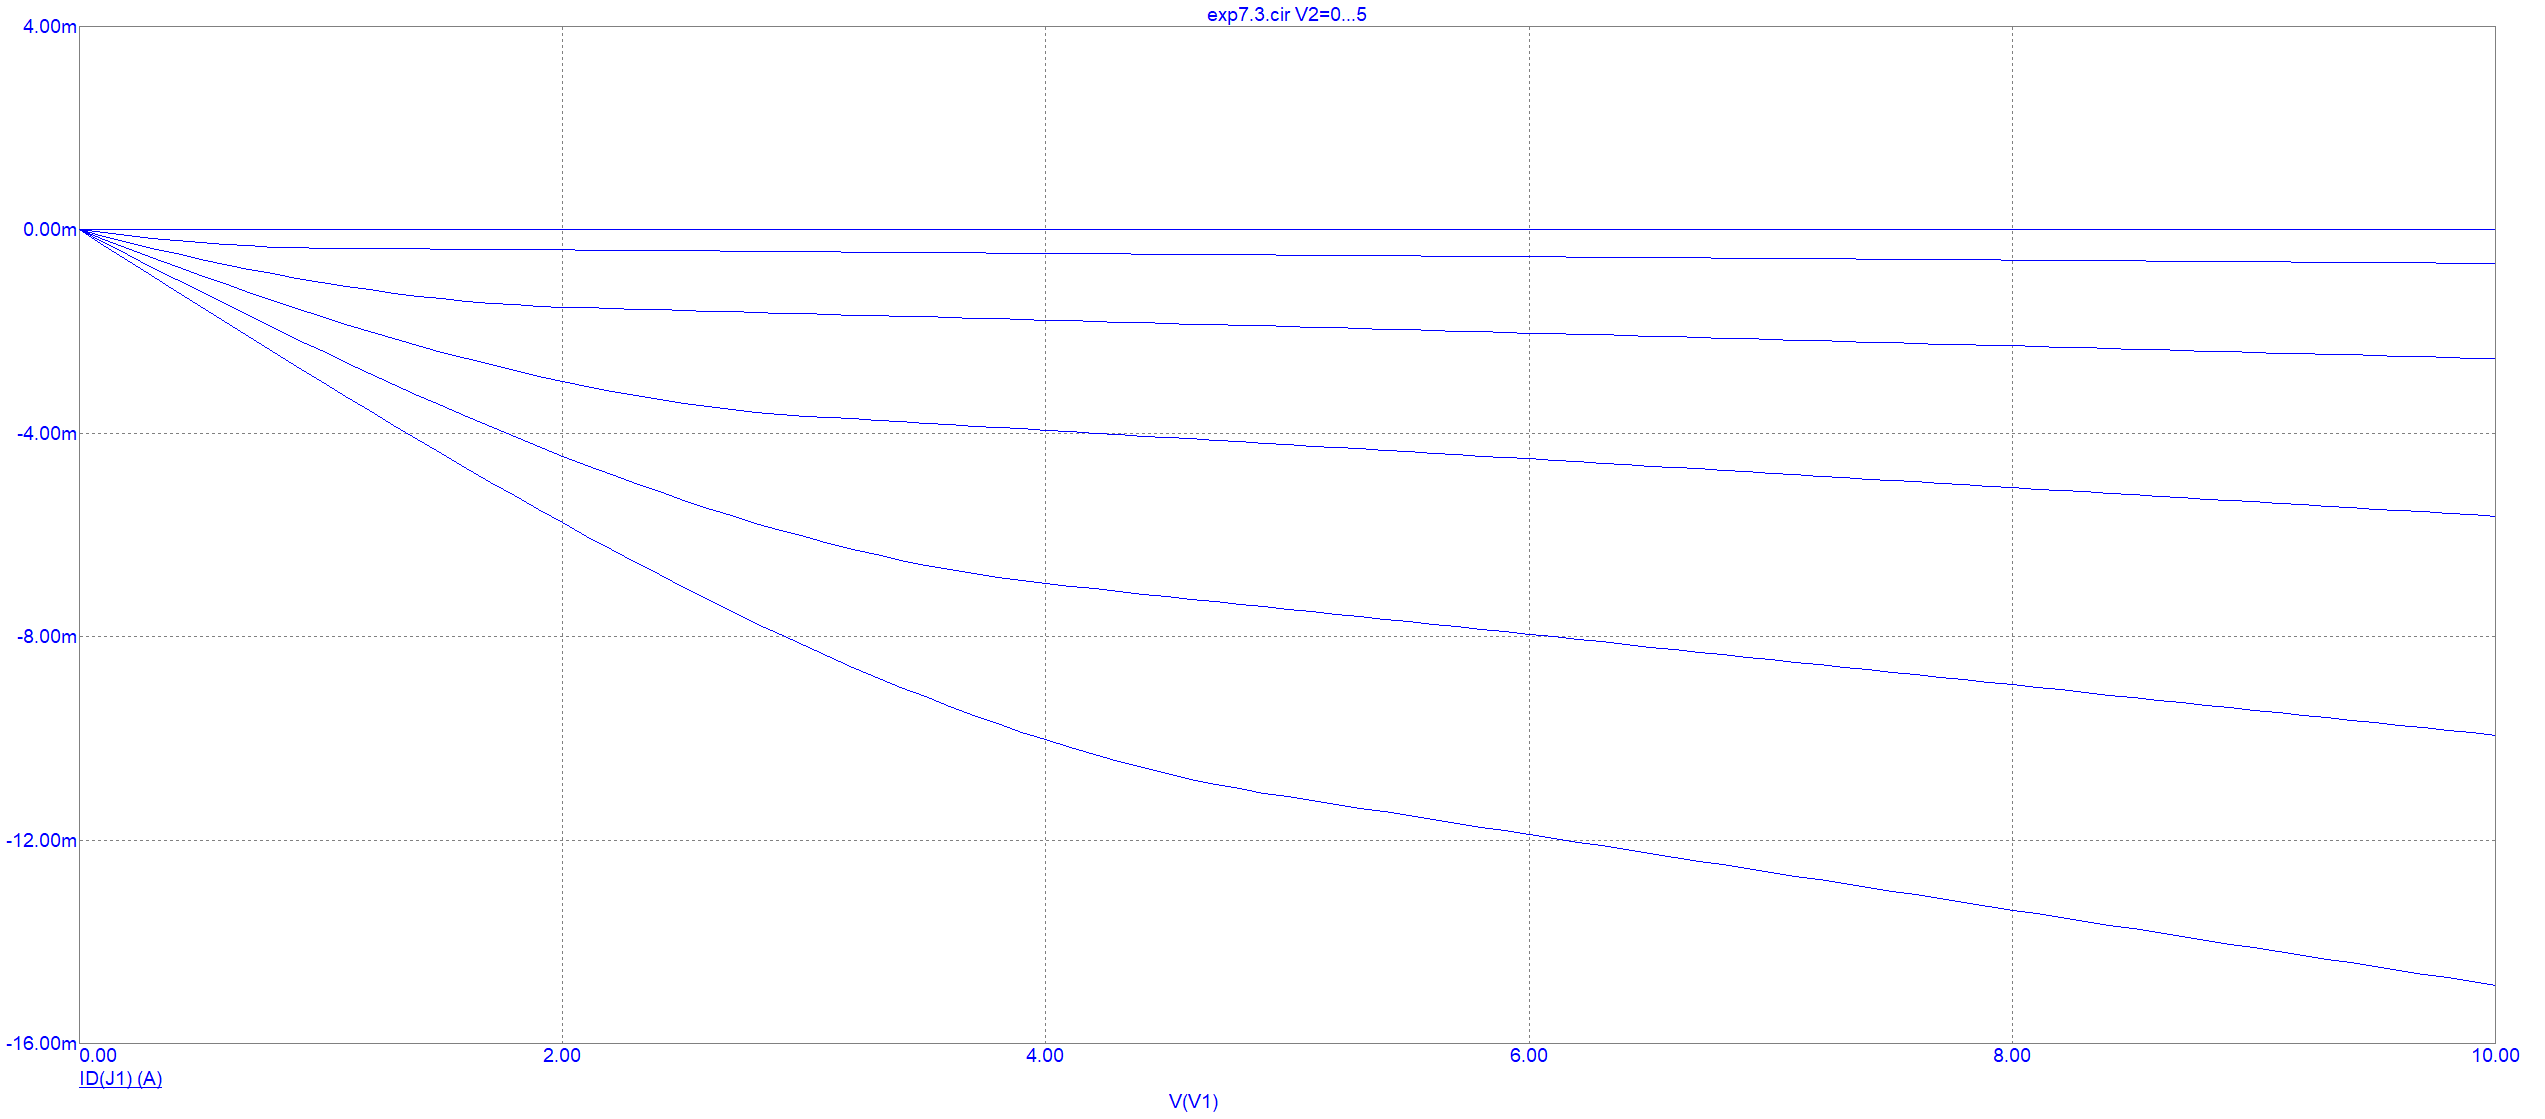 exp7.3.cir V2=0...5
4.00m
0.00m
-4.00m
-8.00m
-12.00m
-16.00m
0.00 2.00 4.00 6.00 8.00 10.00
ID(J1) (A)
V(V1)